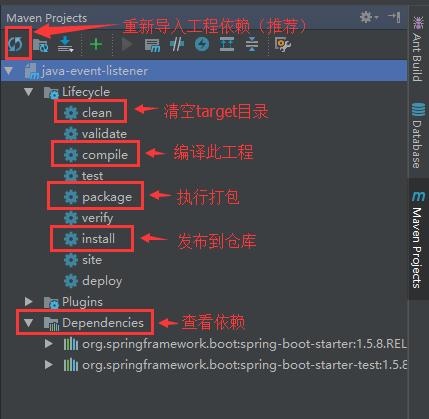 Maven Projects
重新导入工程依赖（推荐）
java-event-listener
Lifecycle
clean
清空target目录
validate
compile
编译此工程
test
package
执行打包
verify
install
发布到仓库
site
deploy
Plugins
Dependencies
查看依赖
org.springframework.boot:spring-boot-starter:1.5.8.REL
org.springframework.boot:spring-boot-starter-test:1.5.8
Ant Build
Database
m Maven Projects